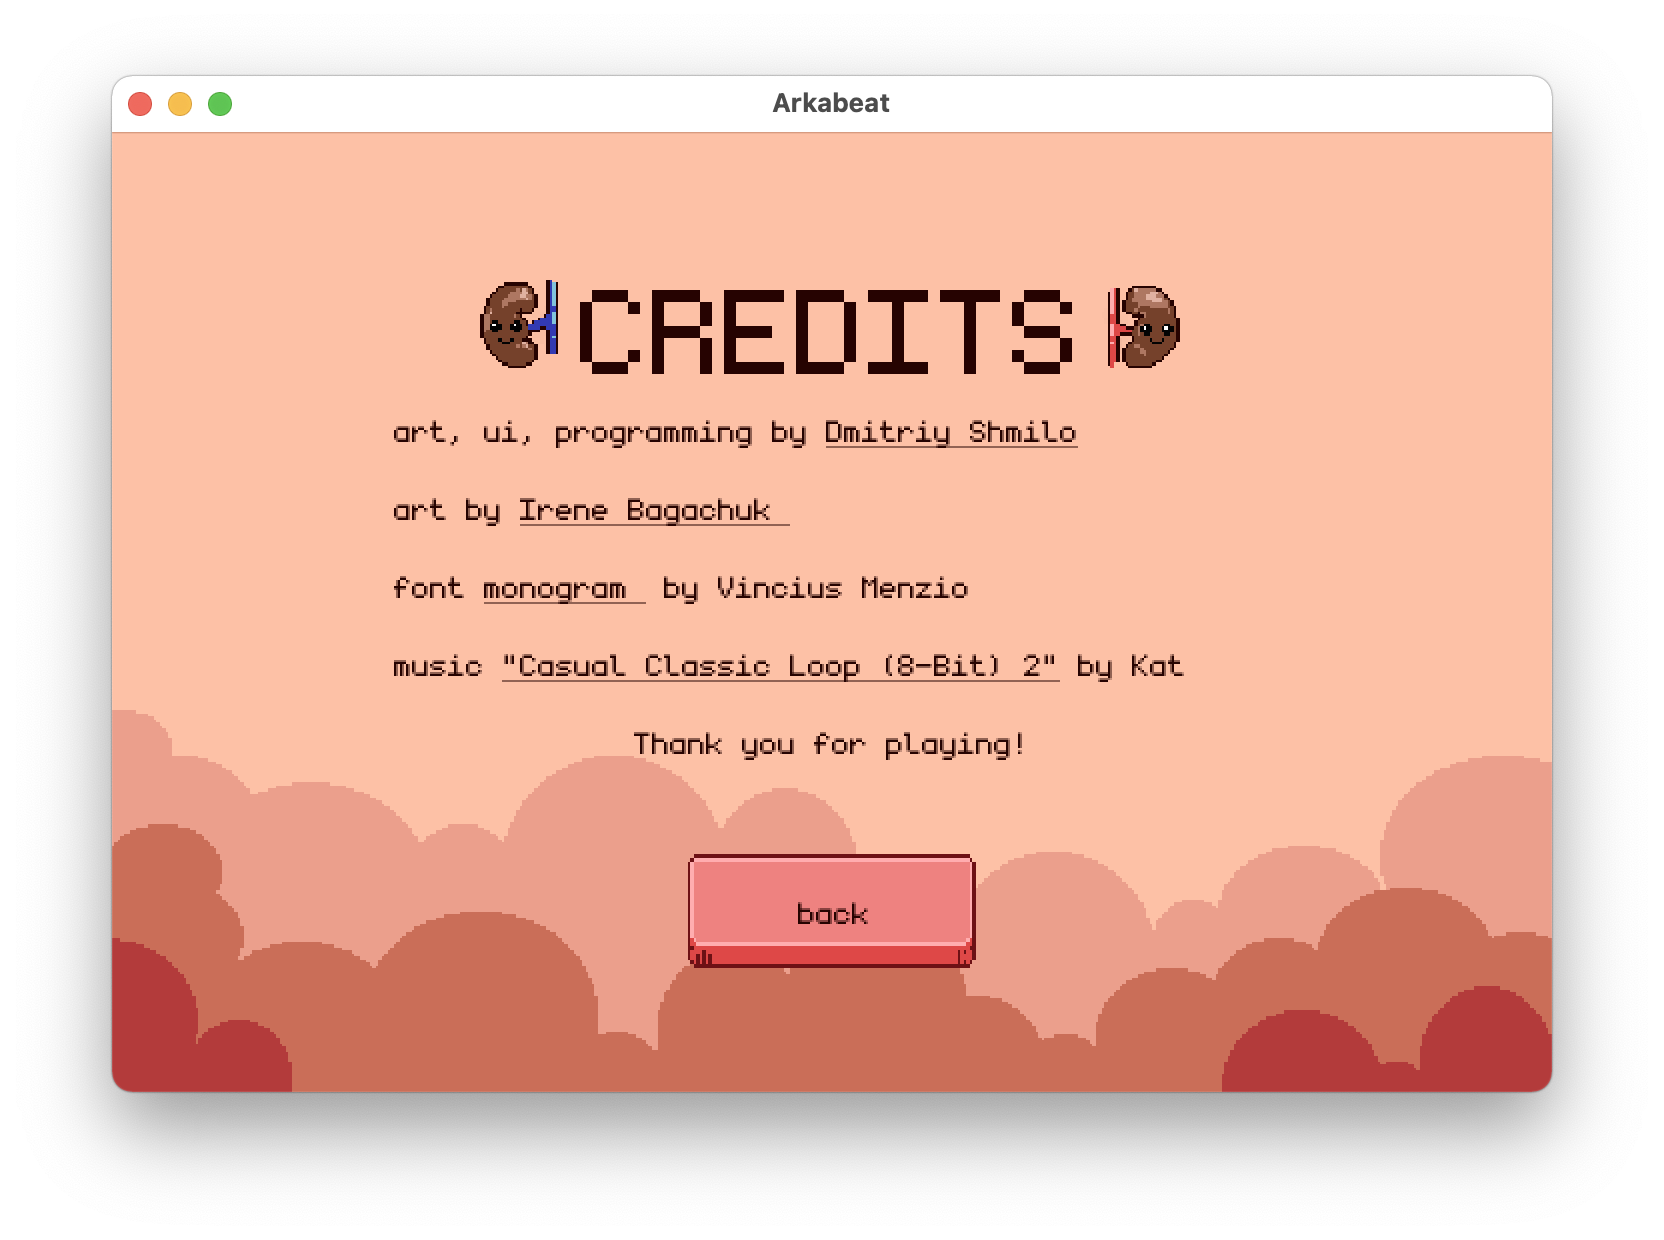 Arkabeat
CREDITS
art, ui, programming by Dmitriy Shmilo
art by Irene Bagachuk
font monogram by Vincius Menzio
music "Casual Classic Loop (8-Bit) 2" by Kat
Thank you for playing!
back